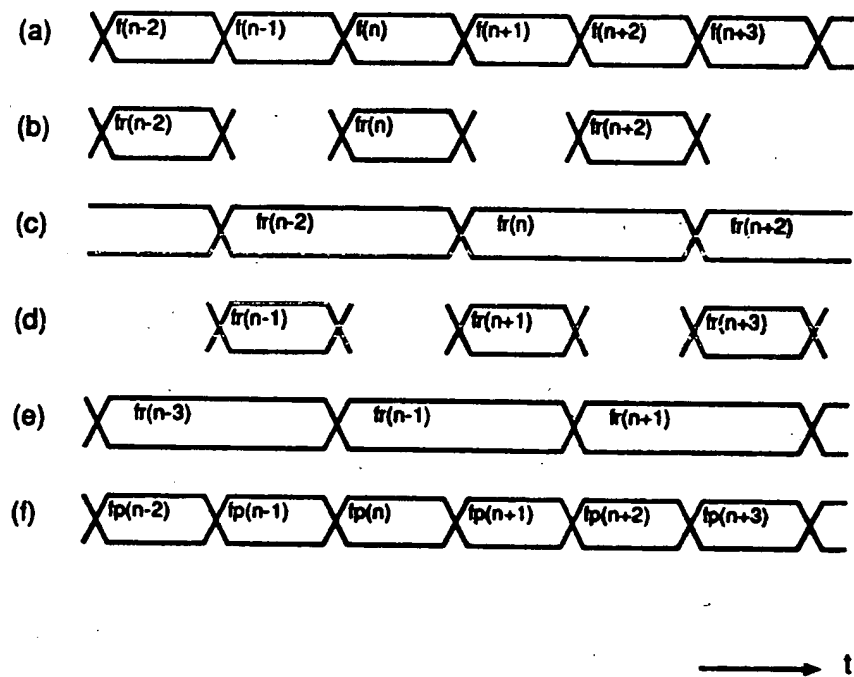 (a) f(n-2) f(n-1) f(n) f(n+1) f(n+2) f(n+3)
(b) fr(n-2) fr(n) fr(n+2)
(c) fr(n-2) fr(n) fr(n+2)
(d) fr(n-1) fr(n+1) fr(n+3)
(e) fr(n-3) fr(n-1) fr(n+1)
(f) fp(n-2) fp(n-1) fp(n) fp(n+1) fp(n+2) fp(n+3)
t